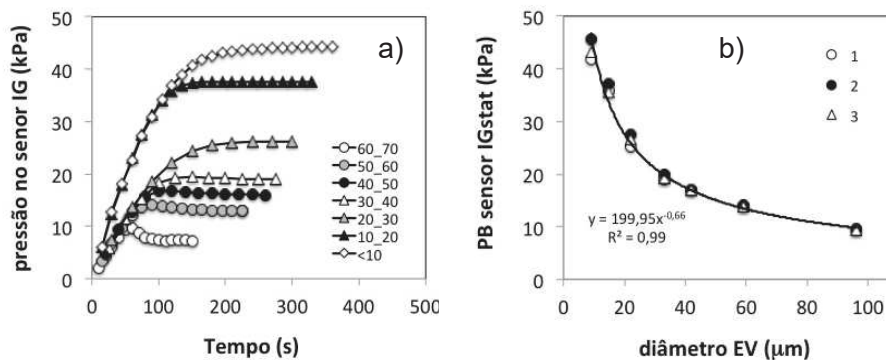 a)
pressão no senor IG (kPa)
50
40
30
20
10
0
0 100 200 300 400 500
Tempo (s)
60_70
50_60
40_50
30_40
20_30
10_20
<10
b)
PB sensor IGstat (kPa)
50
40
30
20
10
0
0 20 40 60 80 100
diâmetro EV (μm)
1
2
3
y = 199,95x^-0,66
R² = 0,99